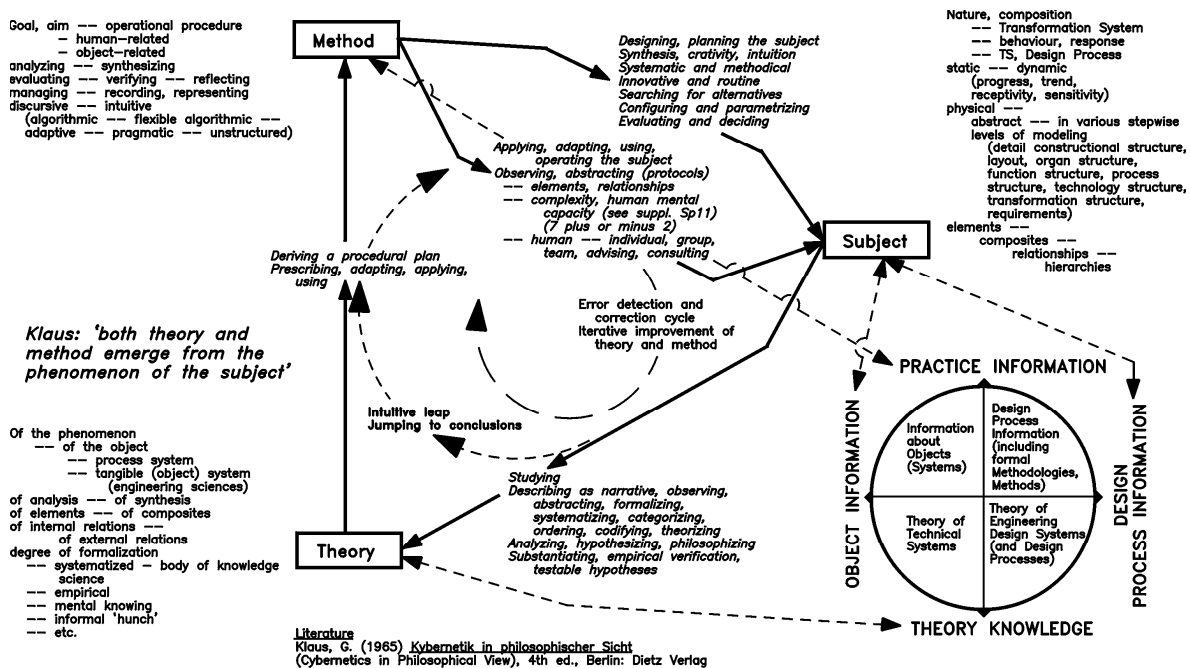 Goal, aim –– operational procedure
– human–related
– object–related
analyzing –– synthesizing
evaluating –– verifying –– reflecting
managing –– recording, representing
discursive –– intuitive
(algorithmic –– flexible algorithmic ––
adaptive –– pragmatic –– unstructured)
Method
Designing, planning the subject
Synthesis, crativity, intuition
Systematic and methodical
Innovative and routine
Searching for alternatives
Configuring and parametrizing
Evaluating and deciding
Nature, composition
–– Transformation System
–– behaviour, response
–– TS, Design Process
static –– dynamic
(progress, trend,
receptivity, sensitivity)
physical ––
abstract –– in various stepwise
levels of modeling
(detail constructional structure,
layout, organ structure,
function structure, process
structure, technology structure,
transformation structure,
requirements)
elements ––
composites ––
relationships ––
hierarchies
Applying, adapting, using,
operating the subject
Observing, abstracting (protocols)
–– elements, relationships
–– complexity, human mental
capacity (see suppl. Sp11)
(7 plus or minus 2)
–– human –– individual, group,
team, advising, consulting
Subject
Deriving a procedural plan
Prescribing, adapting, applying,
using
Error detection and
correction cycle
Iterative improvement of
theory and method
Klaus: ‘both theory and
method emerge from the
phenomenon of the subject’
Intuitive leap
Jumping to conclusions
Of the phenomenon
–– of the object
–– process system
–– tangible (object) system
(engineering sciences)
of analysis –– of synthesis
of elements –– of composites
of internal relations ––
of external relations
degree of formalization
–– systematized – body of knowledge
science
–– empirical
–– mental knowing
–– informal ‘hunch’
–– etc.
Theory
Studying
Describing as narrative, observing,
abstracting, formalizing,
systematizing, categorizing,
ordering, codifying, theorizing
Analyzing, hypothesizing, philosophizing
Substantiating, empirical verification,
testable hypotheses
PRACTICE INFORMATION
OBJECT INFORMATION
Information
about
Objects
(Systems)
Design
Process
Information
(including
formal
Methodologies,
Methods)
Theory of
Technical
Systems
Theory of
Engineering
Design Systems
(and Design
Processes)
DESIGN
PROCESS INFORMATION
THEORY KNOWLEDGE
Literature
Klaus, G. (1965) Kybernetik in philosophischer Sicht
(Cybernetics in Philosophical View), 4th ed., Berlin: Dietz Verlag